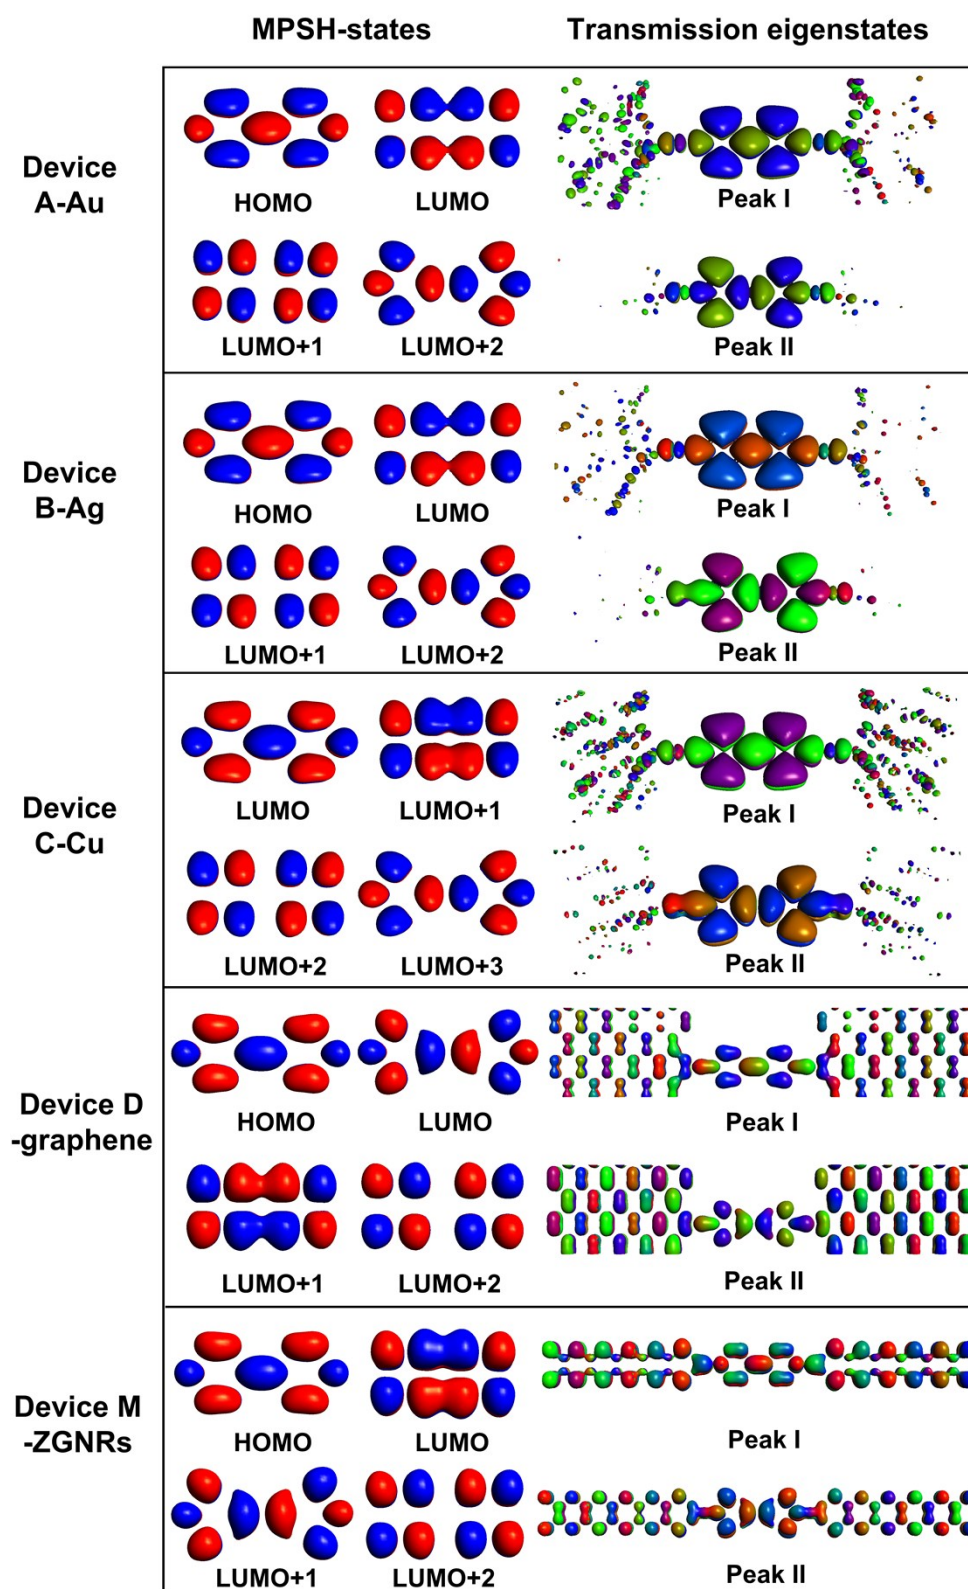 MPSH-states Transmission eigenstates
Device
A-Au
HOMO LUMO Peak I
LUMO+1 LUMO+2 Peak II
Device
B-Ag
HOMO LUMO Peak I
LUMO+1 LUMO+2 Peak II
Device
C-Cu
LUMO LUMO+1 Peak I
LUMO+2 LUMO+3 Peak II
Device D
-graphene
HOMO LUMO Peak I
LUMO+1 LUMO+2 Peak II
Device M
-ZGNRs
HOMO LUMO Peak I
LUMO+1 LUMO+2 Peak II